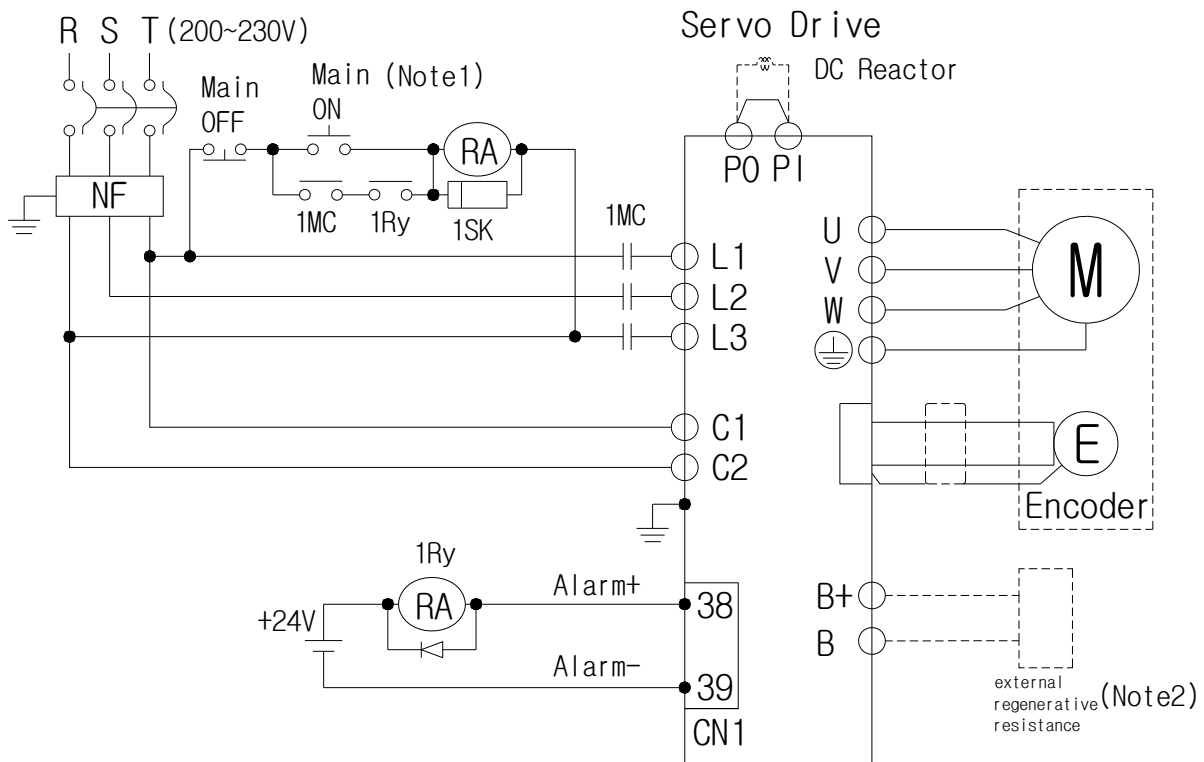 R S T (200~230V)
Servo Drive
DC Reactor
Main
OFF
Main (Note1)
ON
RA
PO PI
NF
1MC
1Ry
1SK
1MC
L1
L2
L3
U
V
W
M
C1
C2
E
Encoder
1Ry
RA
+24V
Alarm+
38
Alarm-
39
CN1
B+
B
external
regenerative (Note2)
resistance